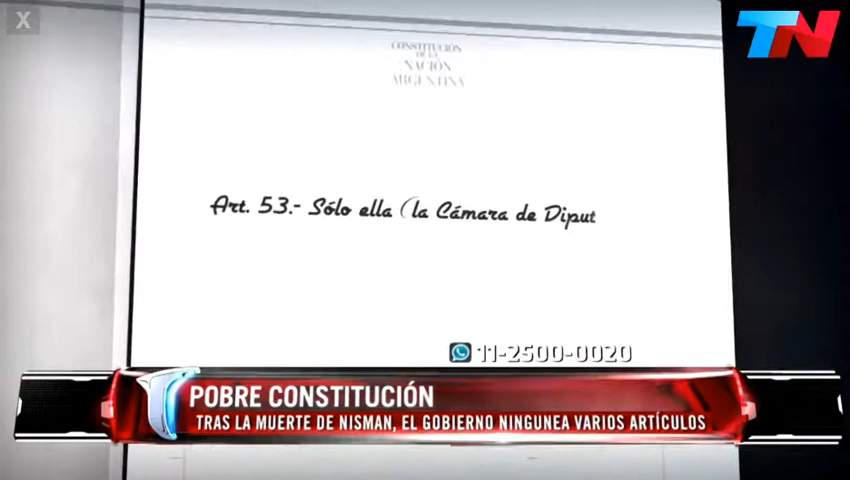 X
TN
CONSTITUCIÓN
DE LA
NACIÓN
ARGENTINA
Art. 53.- Sólo ella (la Cámara de Diput
11-2500-0020
POBRE CONSTITUCIÓN
TRAS LA MUERTE DE NISMAN, EL GOBIERNO NINGUNEA VARIOS ARTÍCULOS